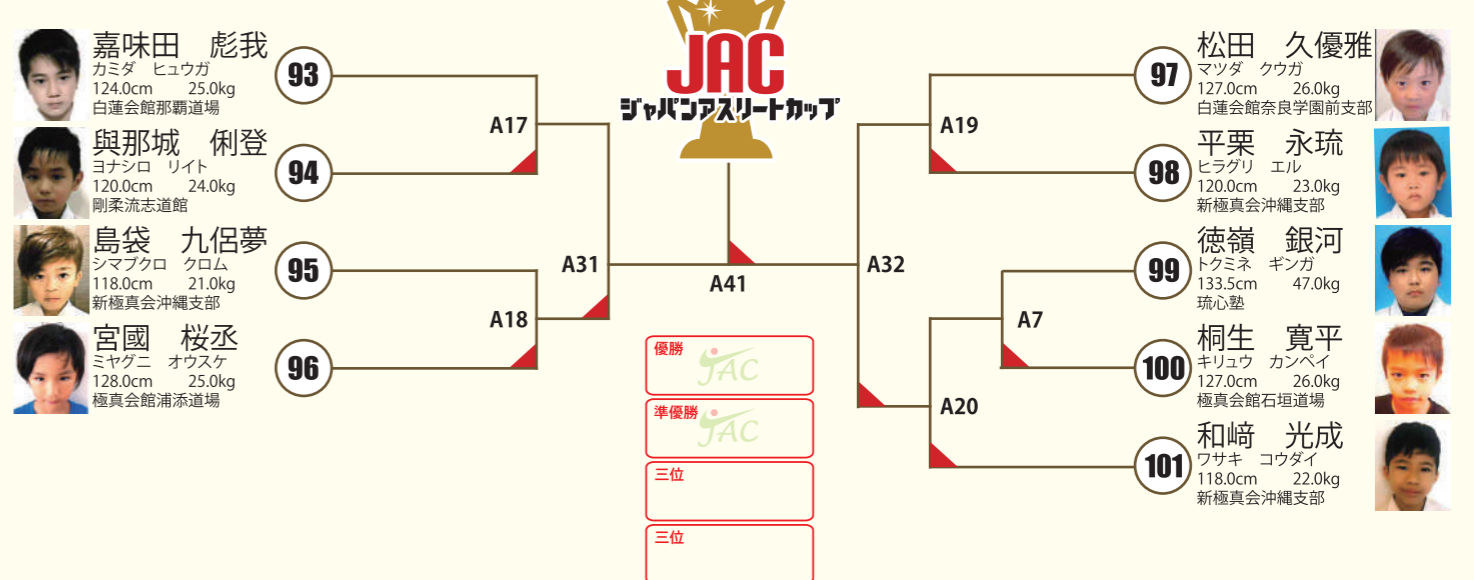 JAC
ジャパンアスリートカップ
嘉味田　彪我
カミダ　ヒュウガ
124.0cm　25.0kg
白蓮会館那覇道場
93
與那城　俐登
ヨナシロ　リイト
120.0cm　24.0kg
剛柔流志道館
94
島袋　九侶夢
シマブクロ　クロム
118.0cm　21.0kg
新極真会沖縄支部
95
宮國　桜丞
ミヤグニ　オウスケ
128.0cm　25.0kg
極真会館浦添道場
96
A17
A18
A31
A41
A32
A19
A7
A20
97
松田　久優雅
マツダ　クウガ
127.0cm　26.0kg
白蓮会館奈良学園前支部
98
平栗　永琉
ヒラグリ　エル
120.0cm　23.0kg
新極真会沖縄支部
99
徳嶺　銀河
トクミネ　ギンガ
133.5cm　47.0kg
琉心塾
100
桐生　寛平
キリュウ　カンペイ
127.0cm　26.0kg
極真会館石垣道場
101
和﨑　光成
ワサキ　コウダイ
118.0cm　22.0kg
新極真会沖縄支部
優勝
JAC
準優勝
JAC
三位
三位